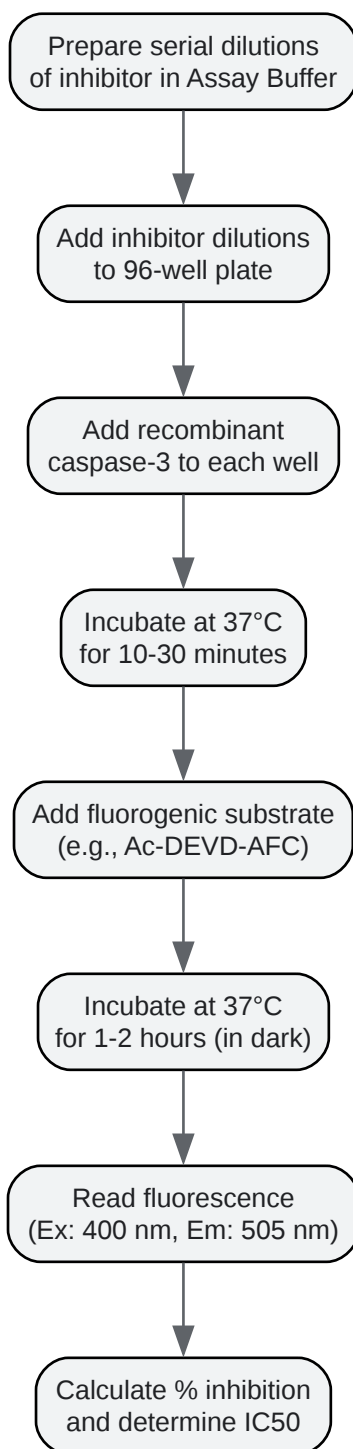 Prepare serial dilutions
of inhibitor in Assay Buffer
Add inhibitor dilutions
to 96-well plate
Add recombinant
caspase-3 to each well
Incubate at 37°C
for 10-30 minutes
Add fluorogenic substrate
(e.g., Ac-DEVD-AFC)
Incubate at 37°C
for 1-2 hours (in dark)
Read fluorescence
(Ex: 400 nm, Em: 505 nm)
Calculate % inhibition
and determine IC50